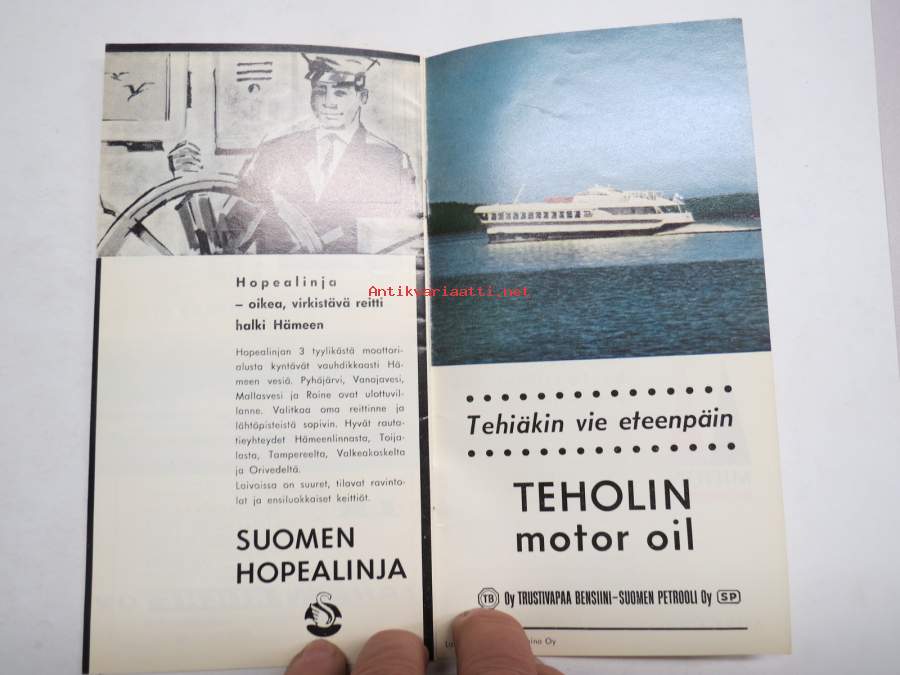 Hopealinja
– oikea, virkistävä reitti
halki Hämeen
Hopealinjan 3 tyylikästä moottori-
alusta kyntävät vauhdikkaasti Hä-
meen vesiä. Pyhäjärvi, Vanajavesi,
Mallasvesi ja Roine ovat ulottuvil-
lanne. Valitkaa oma reittinne ja
lähtöpisteistä sopivin. Hyvät rauta-
tieyhteydet Hämeenlinnasta, Toija-
lasta, Tampereelta, Valkeakoskelta
ja Orivedeltä.
Laivoissa on suuret, tilavat ravinto-
lat ja ensiluokkaiset keittiöt.
SUOMEN
HOPEALINJA
Antikvariaatti.net
Tehiäkin vie eteenpäin
TEHOLIN
motor oil
TB Oy TRUSTIVAPAA BENSIINI–SUOMEN PETROOLI Oy SP
Oy